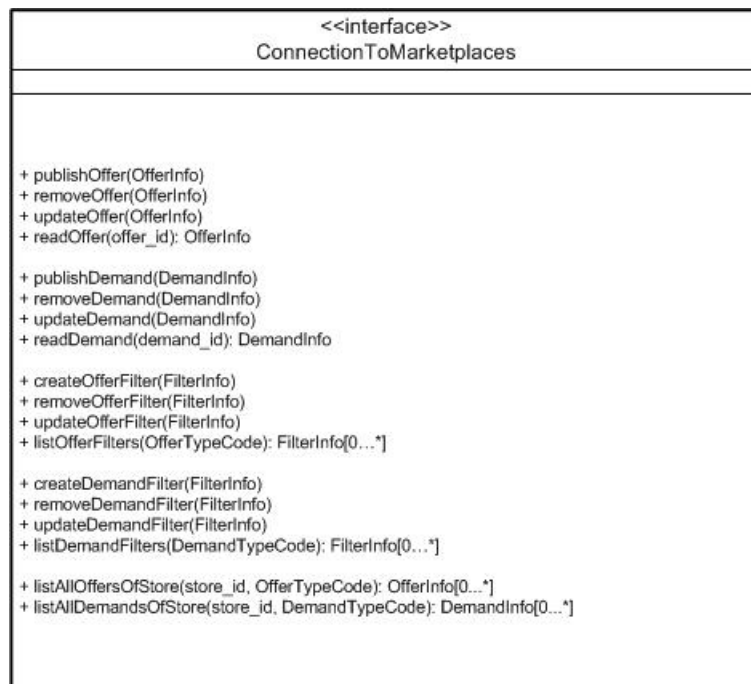 <<interface>>
ConnectionToMarketplaces
+ publishOffer(OfferInfo)
+ removeOffer(OfferInfo)
+ updateOffer(OfferInfo)
+ readOffer(offer_id): OfferInfo
+ publishDemand(DemandInfo)
+ removeDemand(DemandInfo)
+ updateDemand(DemandInfo)
+ readDemand(demand_id): DemandInfo
+ createOfferFilter(FilterInfo)
+ removeOfferFilter(FilterInfo)
+ updateOfferFilter(FilterInfo)
+ listOfferFilters(OfferTypeCode): FilterInfo[0...*]
+ createDemandFilter(FilterInfo)
+ removeDemandFilter(FilterInfo)
+ updateDemandFilter(FilterInfo)
+ listDemandFilters(DemandTypeCode): FilterInfo[0...*]
+ listAllOffersOfStore(store_id, OfferTypeCode): OfferInfo[0...*]
+ listAllDemandsOfStore(store_id, DemandTypeCode): DemandInfo[0...*]